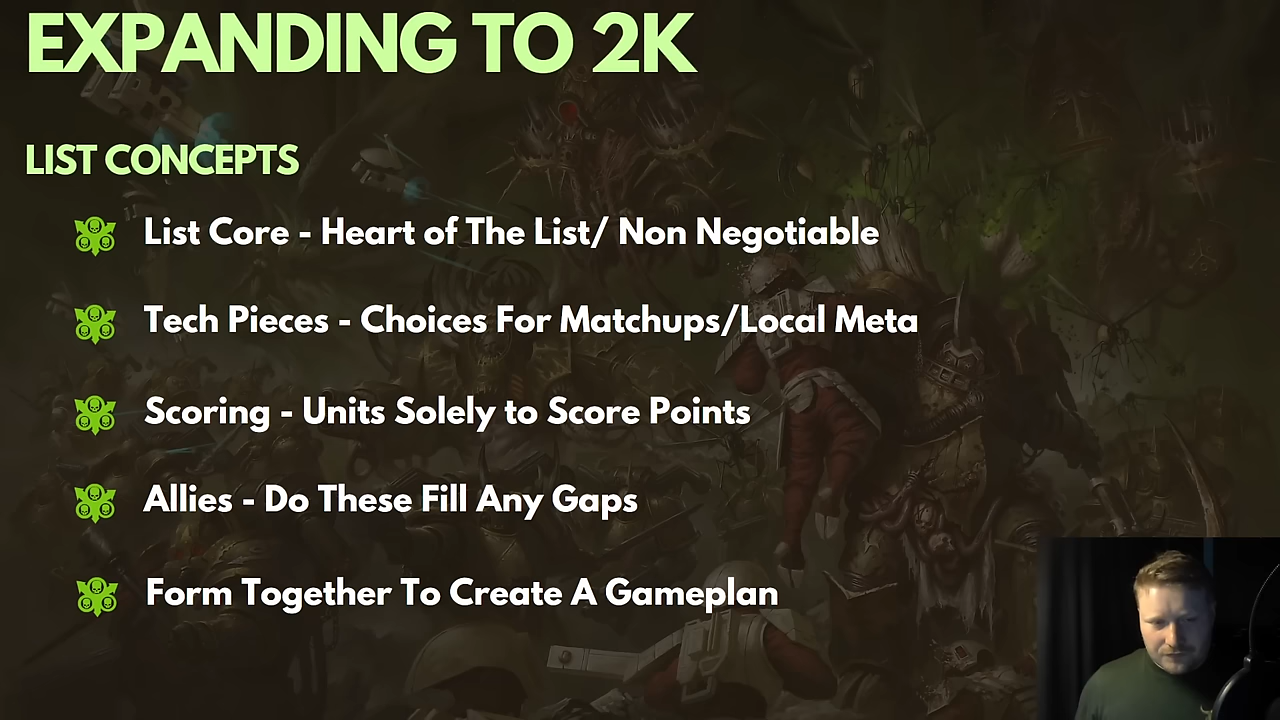 EXPANDING TO 2K
LIST CONCEPTS
List Core - Heart of The List/ Non Negotiable
Tech Pieces - Choices For Matchups/Local Meta
Scoring - Units Solely to Score Points
Allies - Do These Fill Any Gaps
Form Together To Create A Gameplan